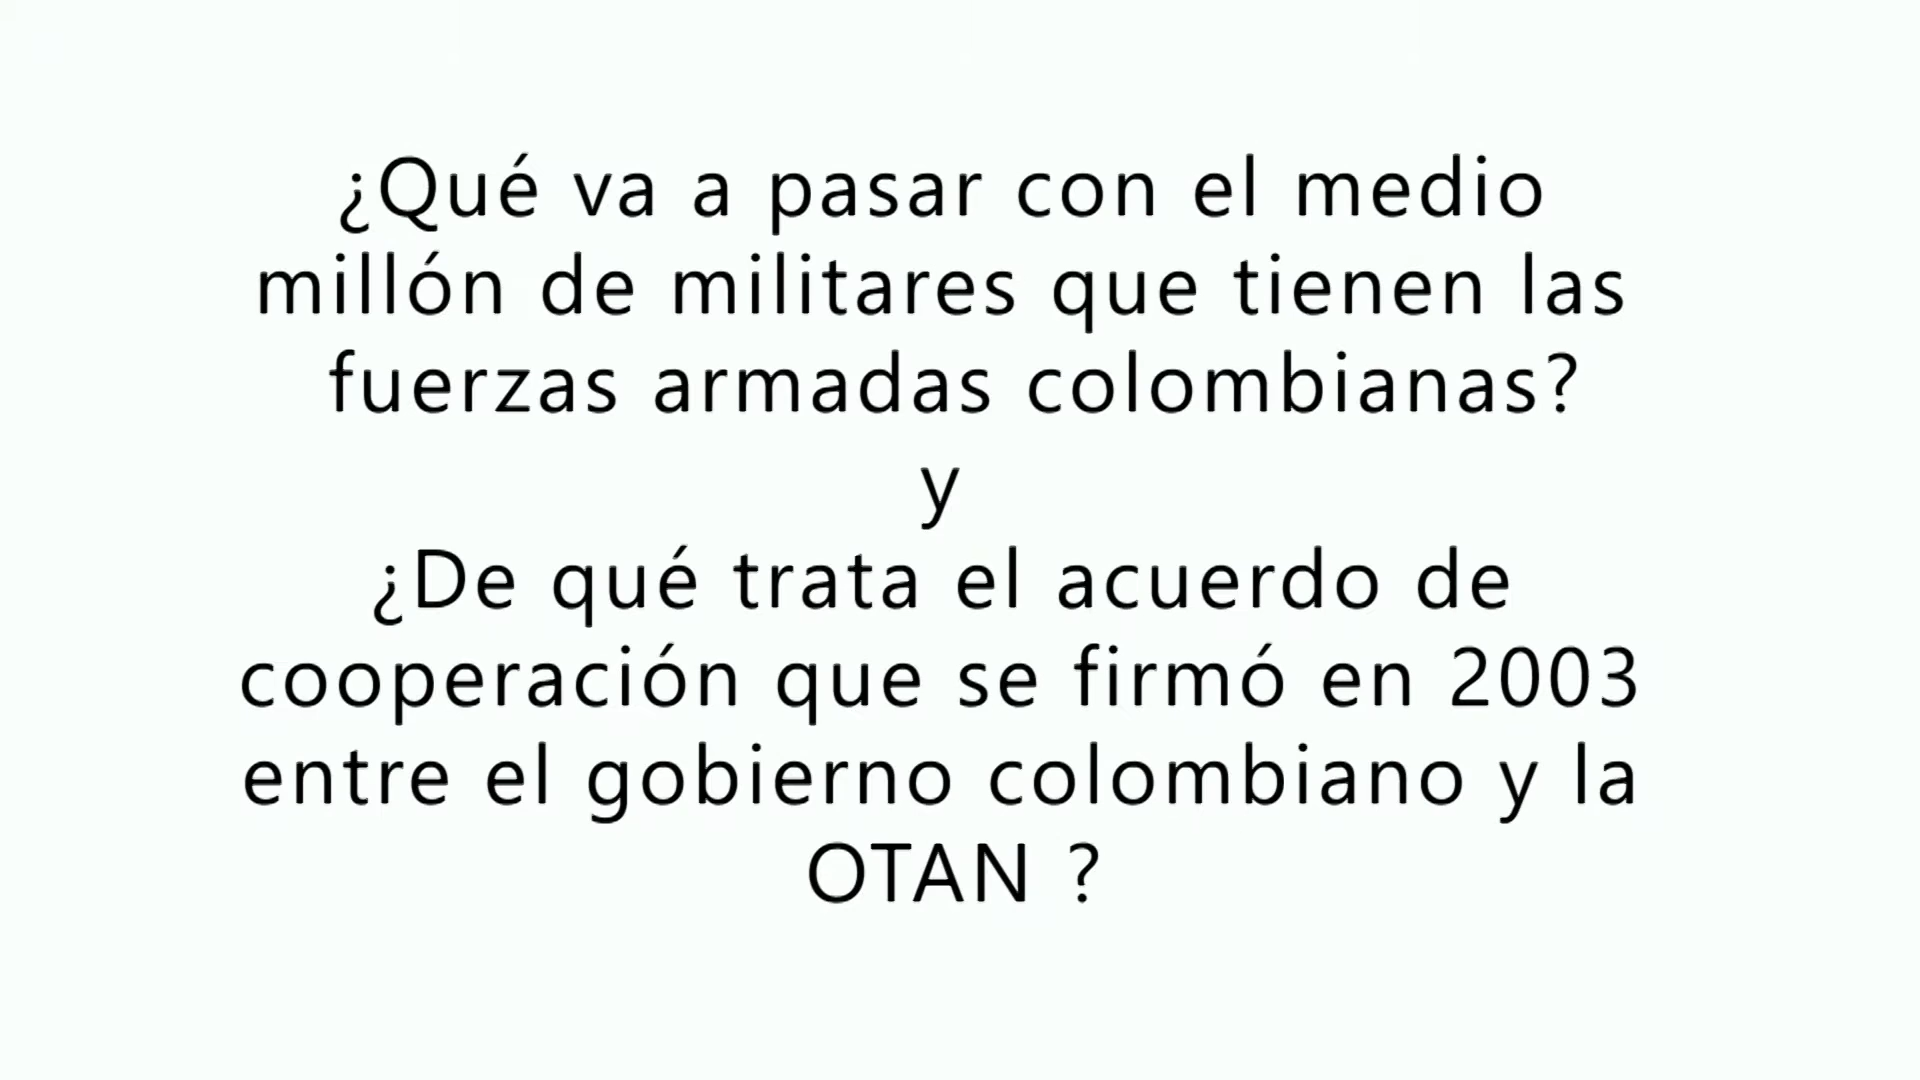 ¿Qué va a pasar con el medio
millón de militares que tienen las
fuerzas armadas colombianas?
y
¿De qué trata el acuerdo de
cooperación que se firmó en 2003
entre el gobierno colombiano y la
OTAN ?